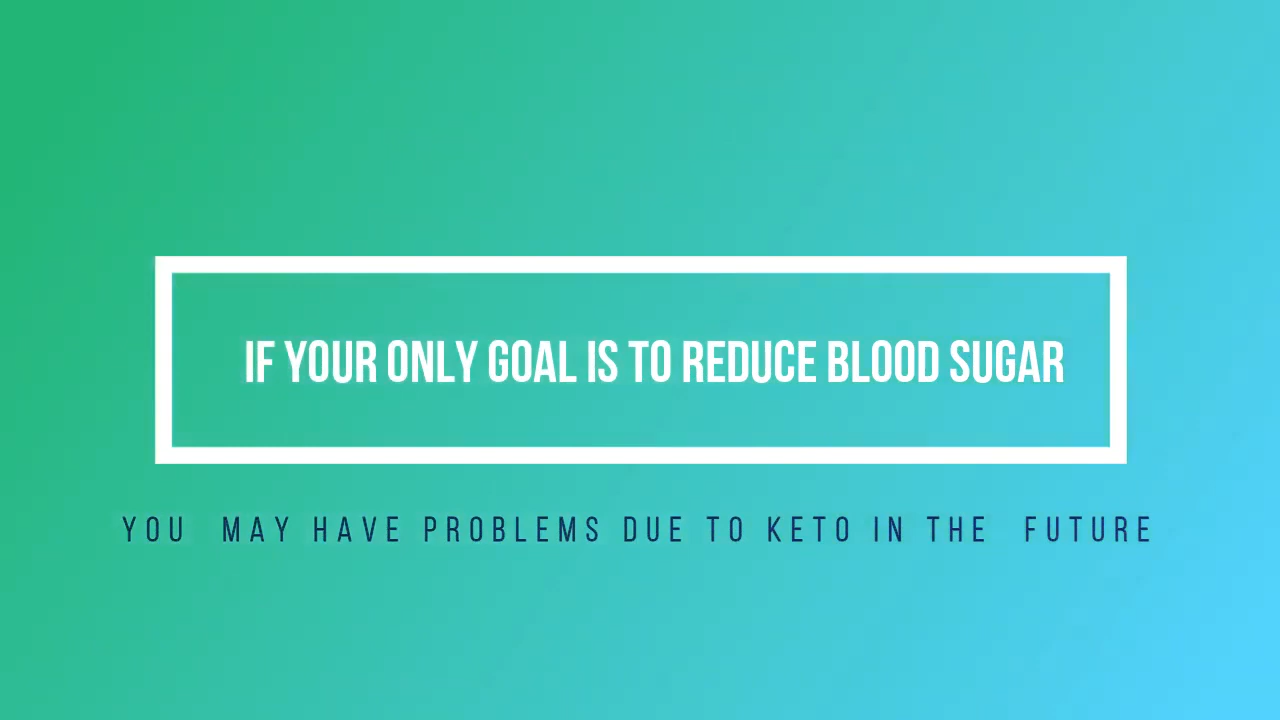 IF YOUR ONLY GOAL IS TO REDUCE BLOOD SUGAR
YOU MAY HAVE PROBLEMS DUE TO KETO IN THE FUTURE